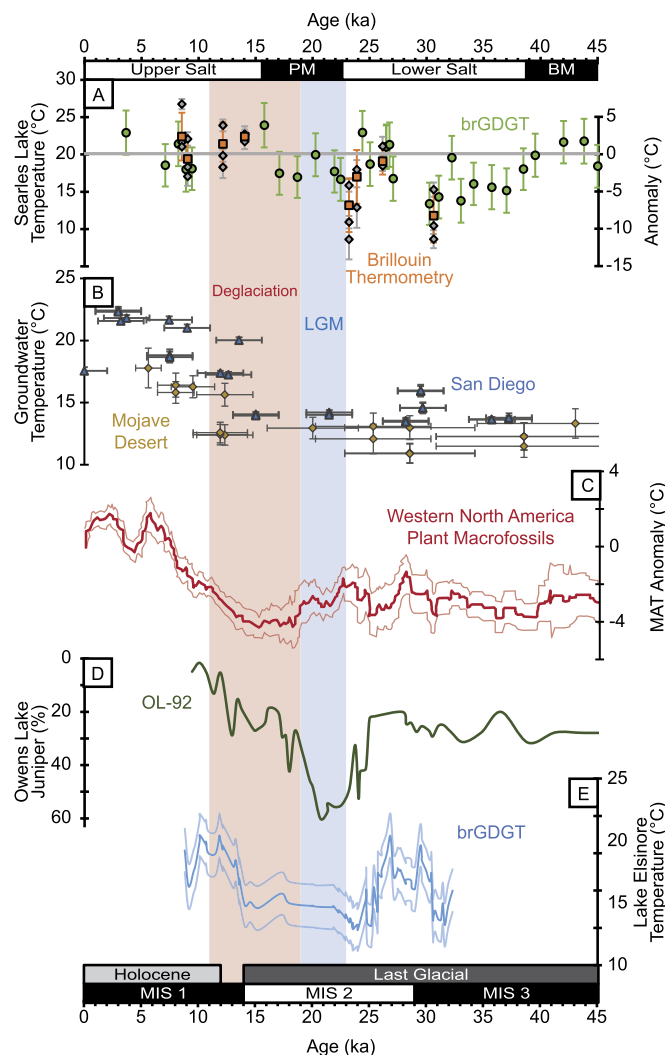 Age (ka)
0 5 10 15 20 25 30 35 40 45
Upper Salt PM Lower Salt BM
A
Searles Lake
Temperature (°C)
30
25
20
15
10
brGDGT
Brillouin
Thermometry
5
0
-5
-10
-15
Anomaly (°C)
B
Groundwater
Temperature (°C)
25
20
15
10
Deglaciation
LGM
San Diego
Mojave
Desert
C
Western North America
Plant Macrofossils
4
0
-4
MAT Anomaly (°C)
D
Owens Lake
Juniper (%)
0
20
40
60
OL-92
E
brGDGT
25
20
15
10
Lake Elsinore
Temperature (°C)
Holocene Last Glacial
MIS 1 MIS 2 MIS 3
0 5 10 15 20 25 30 35 40 45
Age (ka)